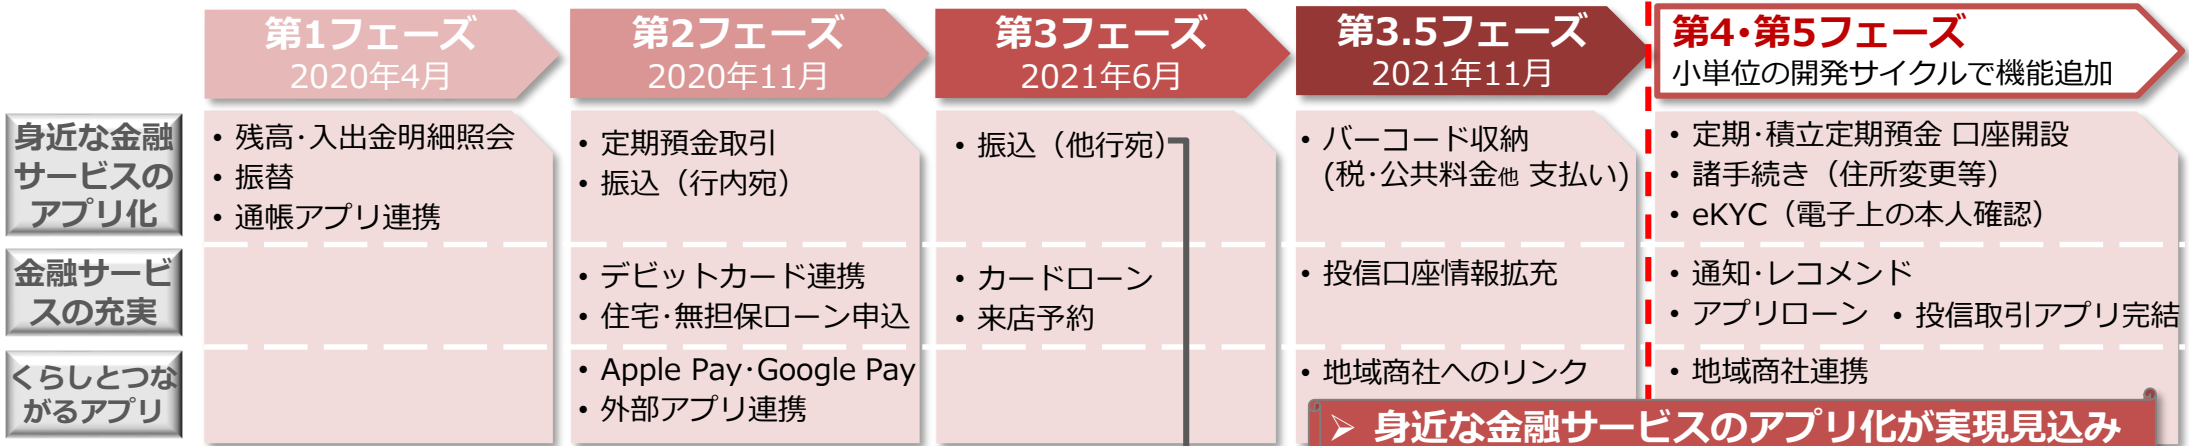 第1フェーズ
2020年4月
第2フェーズ
2020年11月
第3フェーズ
2021年6月
第3.5フェーズ
2021年11月
第4・第5フェーズ
小単位の開発サイクルで機能追加
身近な金融
サービスの
アプリ化
• 残高･入出金明細照会
• 振替
• 通帳アプリ連携
• 定期預金取引
• 振込（行内宛）
• 振込（他行宛）
• バーコード収納
(税･公共料金他 支払い)
• 定期･積立定期預金 口座開設
• 諸手続き（住所変更等）
• eKYC（電子上の本人確認）
金融サービ
スの充実
• デビットカード連携
• 住宅･無担保ローン申込
• カードローン
• 来店予約
• 投信口座情報拡充
• 通知･レコメンド
• アプリローン • 投信取引アプリ完結
くらしとつな
がるアプリ
• Apple Pay･Google Pay
• 外部アプリ連携
• 地域商社へのリンク
• 地域商社連携
➢ 身近な金融サービスのアプリ化が実現見込み